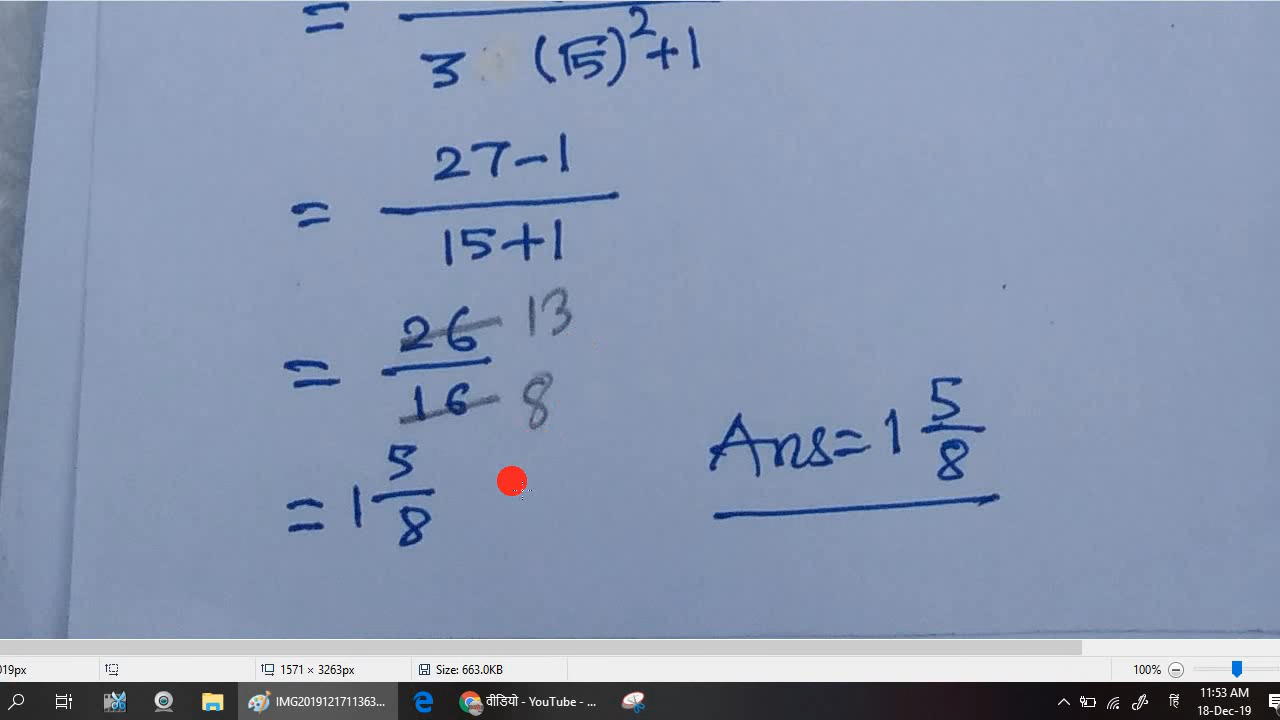 =
3 (√5)²+1
27-1
=
15+1
26 13
=
16 8
= 1 5/8
Ans = 1 5/8
019px
1571 × 3263px
Size: 663.0KB
100%
IMG2019121711363...
वीडियो - YouTube - ...
हि
11:53 AM
18-Dec-19